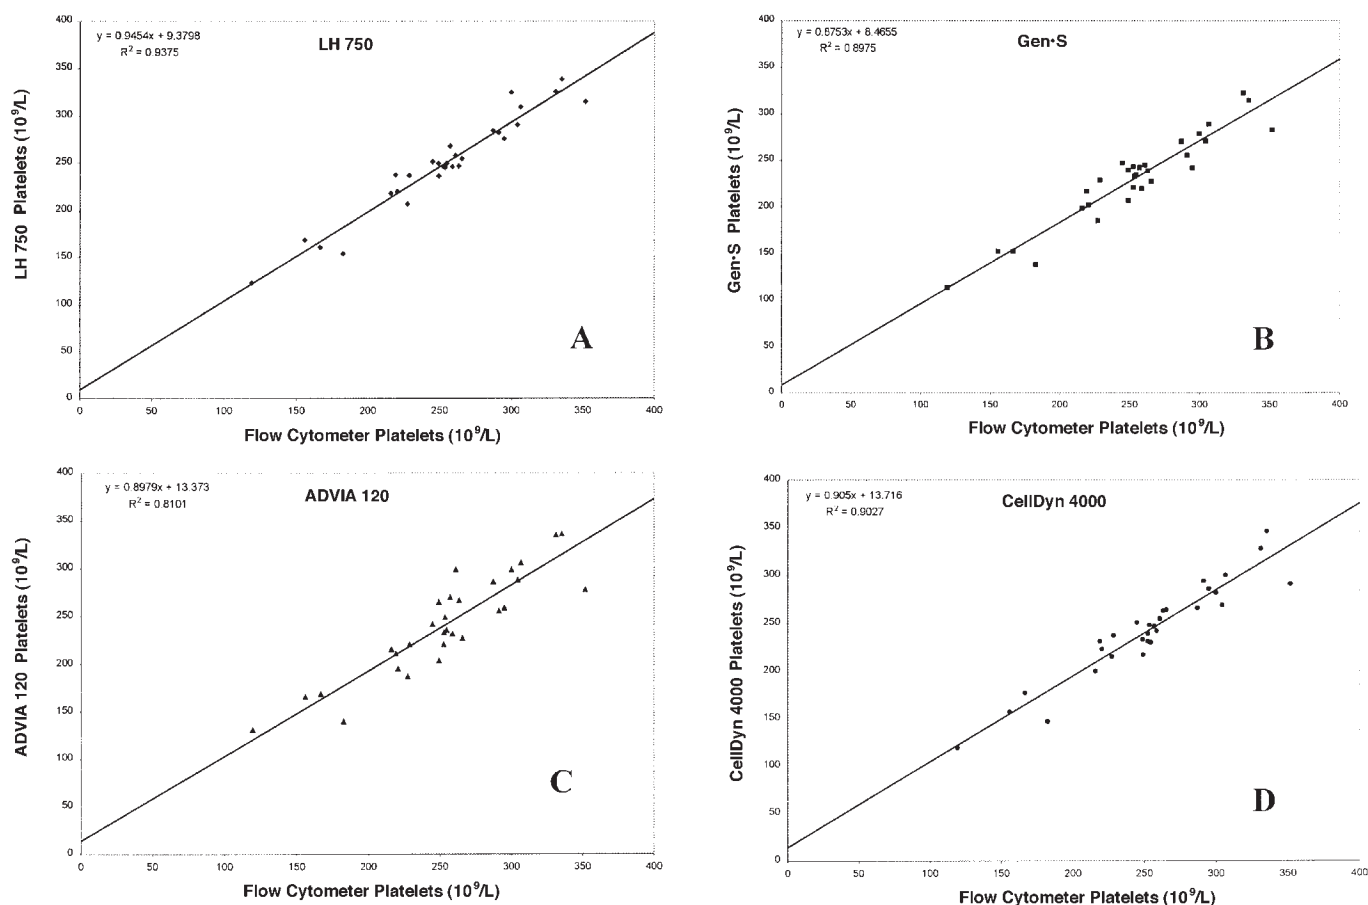 y = 0.9454x + 9.3798
R² = 0.9375
LH 750
LH 750 Platelets (10⁹/L)
400
350
300
250
200
150
100
50
0
0 50 100 150 200 250 300 350 400
Flow Cytometer Platelets (10⁹/L)
A
y = 0.8753x + 8.4655
R² = 0.8975
Gen•S
Gen•S Platelets (10⁹/L)
400
350
300
250
200
150
100
50
0
0 50 100 150 200 250 300 350 400
Flow Cytometer Platelets (10⁹/L)
B
y = 0.8979x + 13.373
R² = 0.8101
ADVIA 120
ADVIA 120 Platelets (10⁹/L)
400
350
300
250
200
150
100
50
0
0 50 100 150 200 250 300 350 400
Flow Cytometer Platelets (10⁹/L)
C
y = 0.905x + 13.716
R² = 0.9027
CellDyn 4000
CellDyn 4000 Platelets (10⁹/L)
400
350
300
250
200
150
100
50
0
0 50 100 150 200 250 300 350 400
Flow Cytometer Platelets (10⁹/L)
D